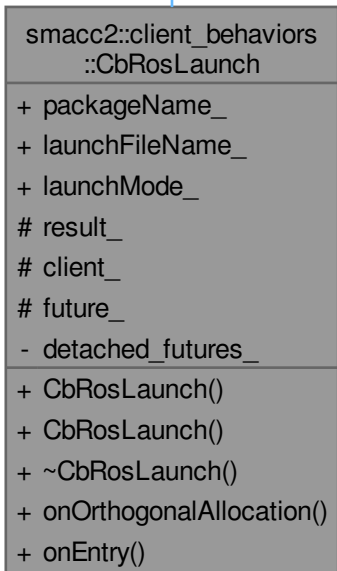 smacc2::client_behaviors
::CbRosLaunch
+ packageName_
+ launchFileName_
+ launchMode_
# result_
# client_
# future_
- detached_futures_
+ CbRosLaunch()
+ CbRosLaunch()
+ ~CbRosLaunch()
+ onOrthogonalAllocation()
+ onEntry()